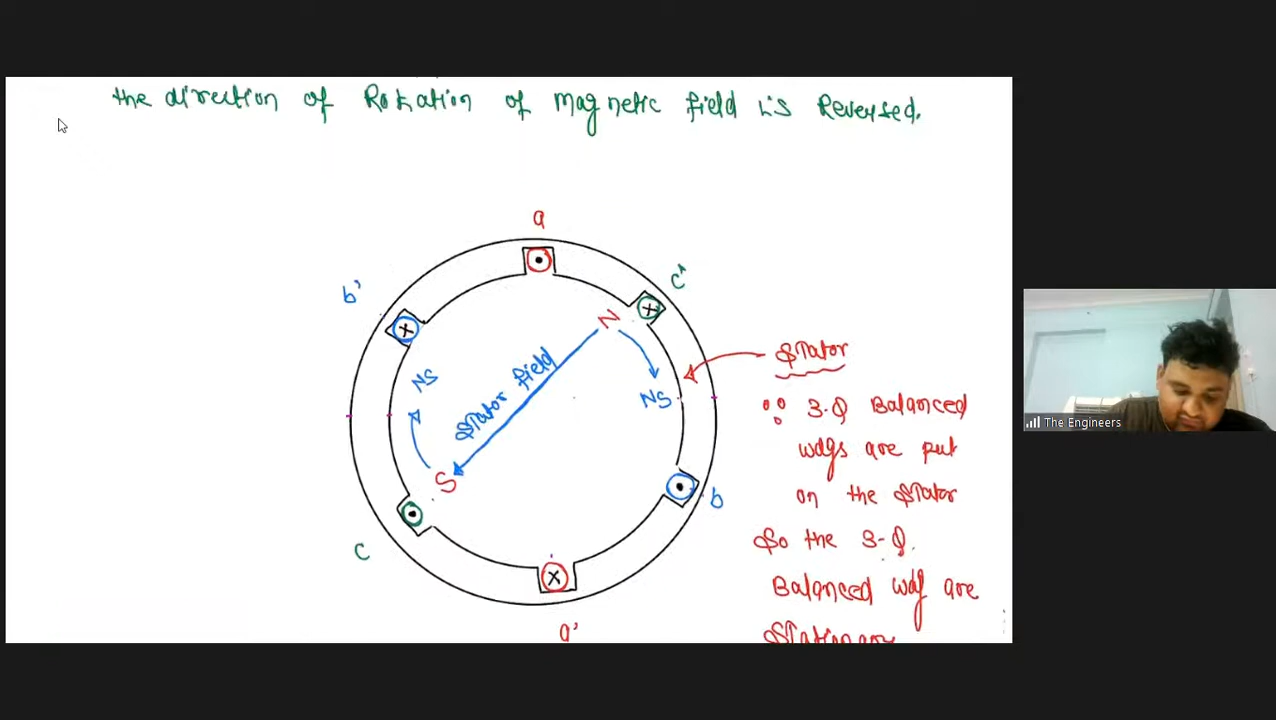 the direction of Rotation of magnetic field is Reversed.
a
c'
b'
N
Stator
Stator field
NS
NS
∵ 3-Φ Balanced
wdgs are put
on the Stator
S
b
So the 3-Φ
c
Balanced wdg are
a'
Stationary
The Engineers